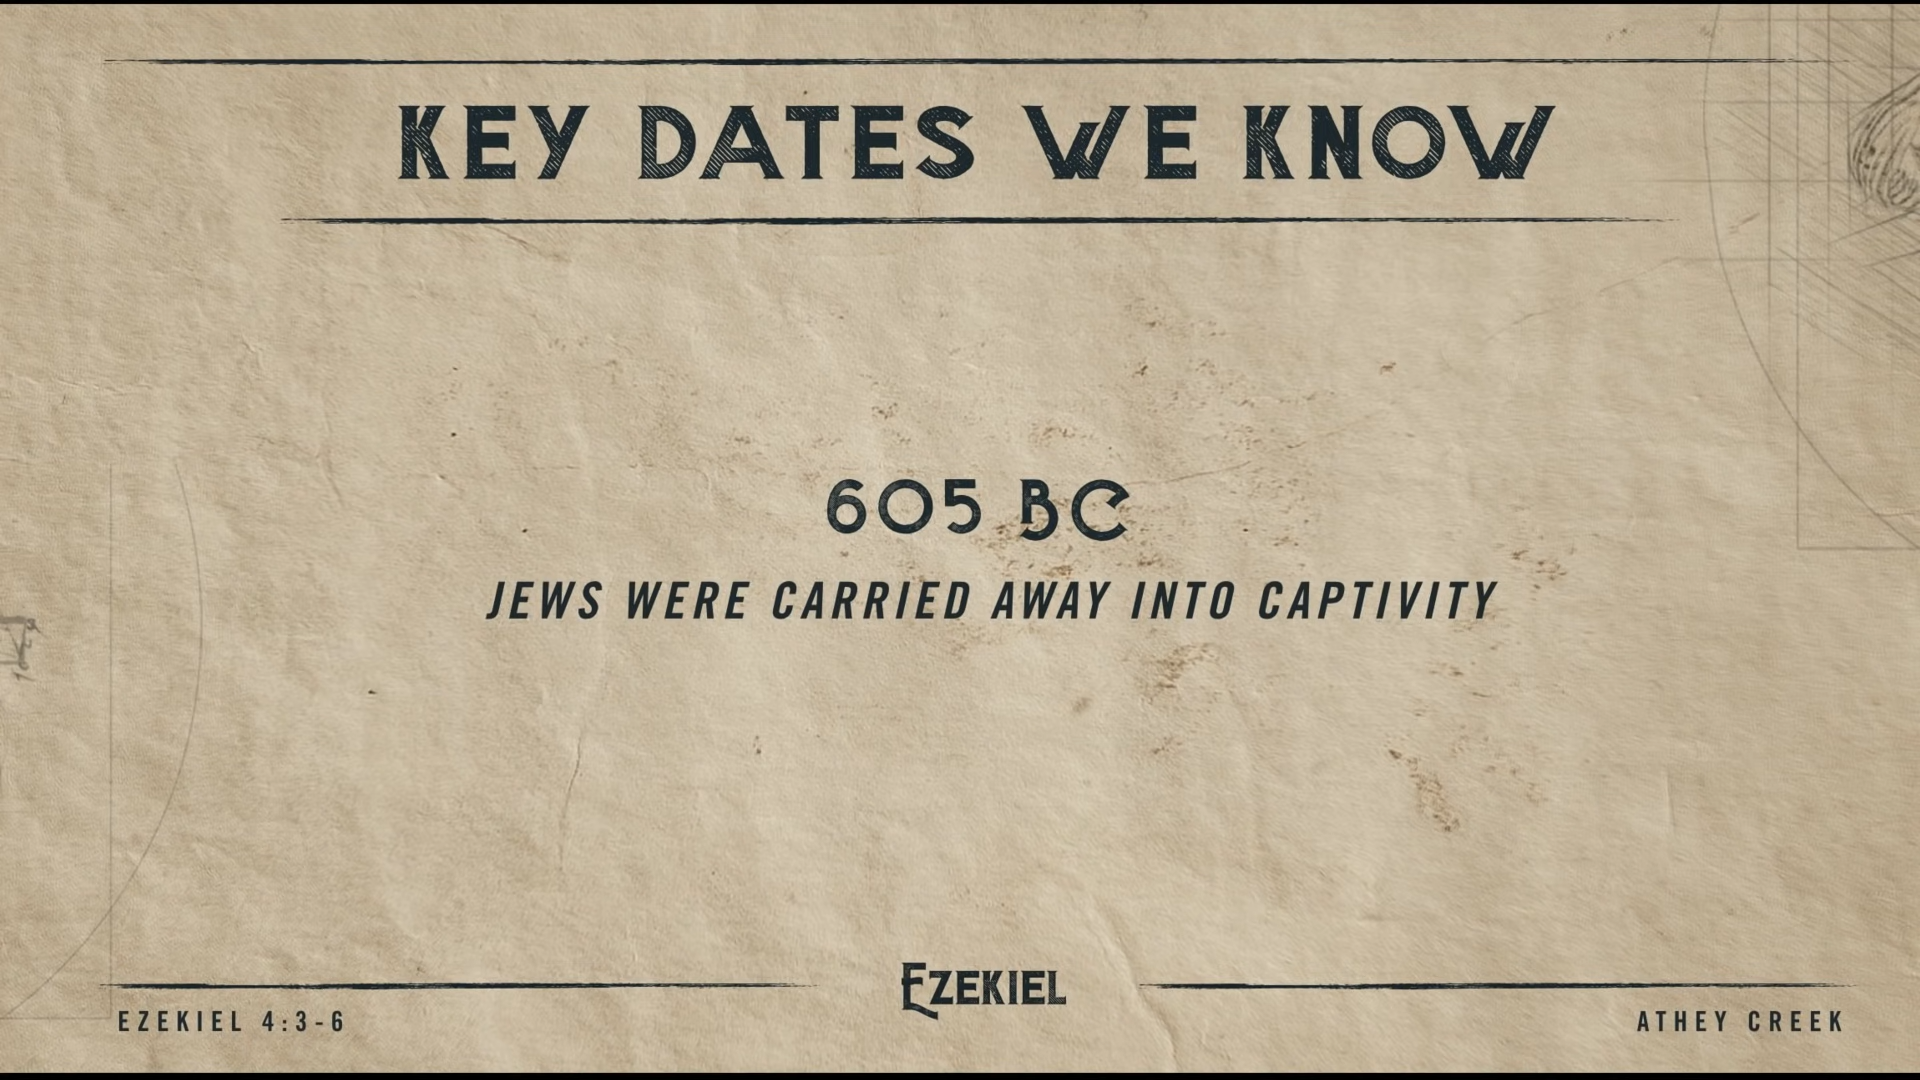 KEY DATES WE KNOW
605 BC
JEWS WERE CARRIED AWAY INTO CAPTIVITY
EZEKIEL
EZEKIEL 4:3-6
ATHEY CREEK